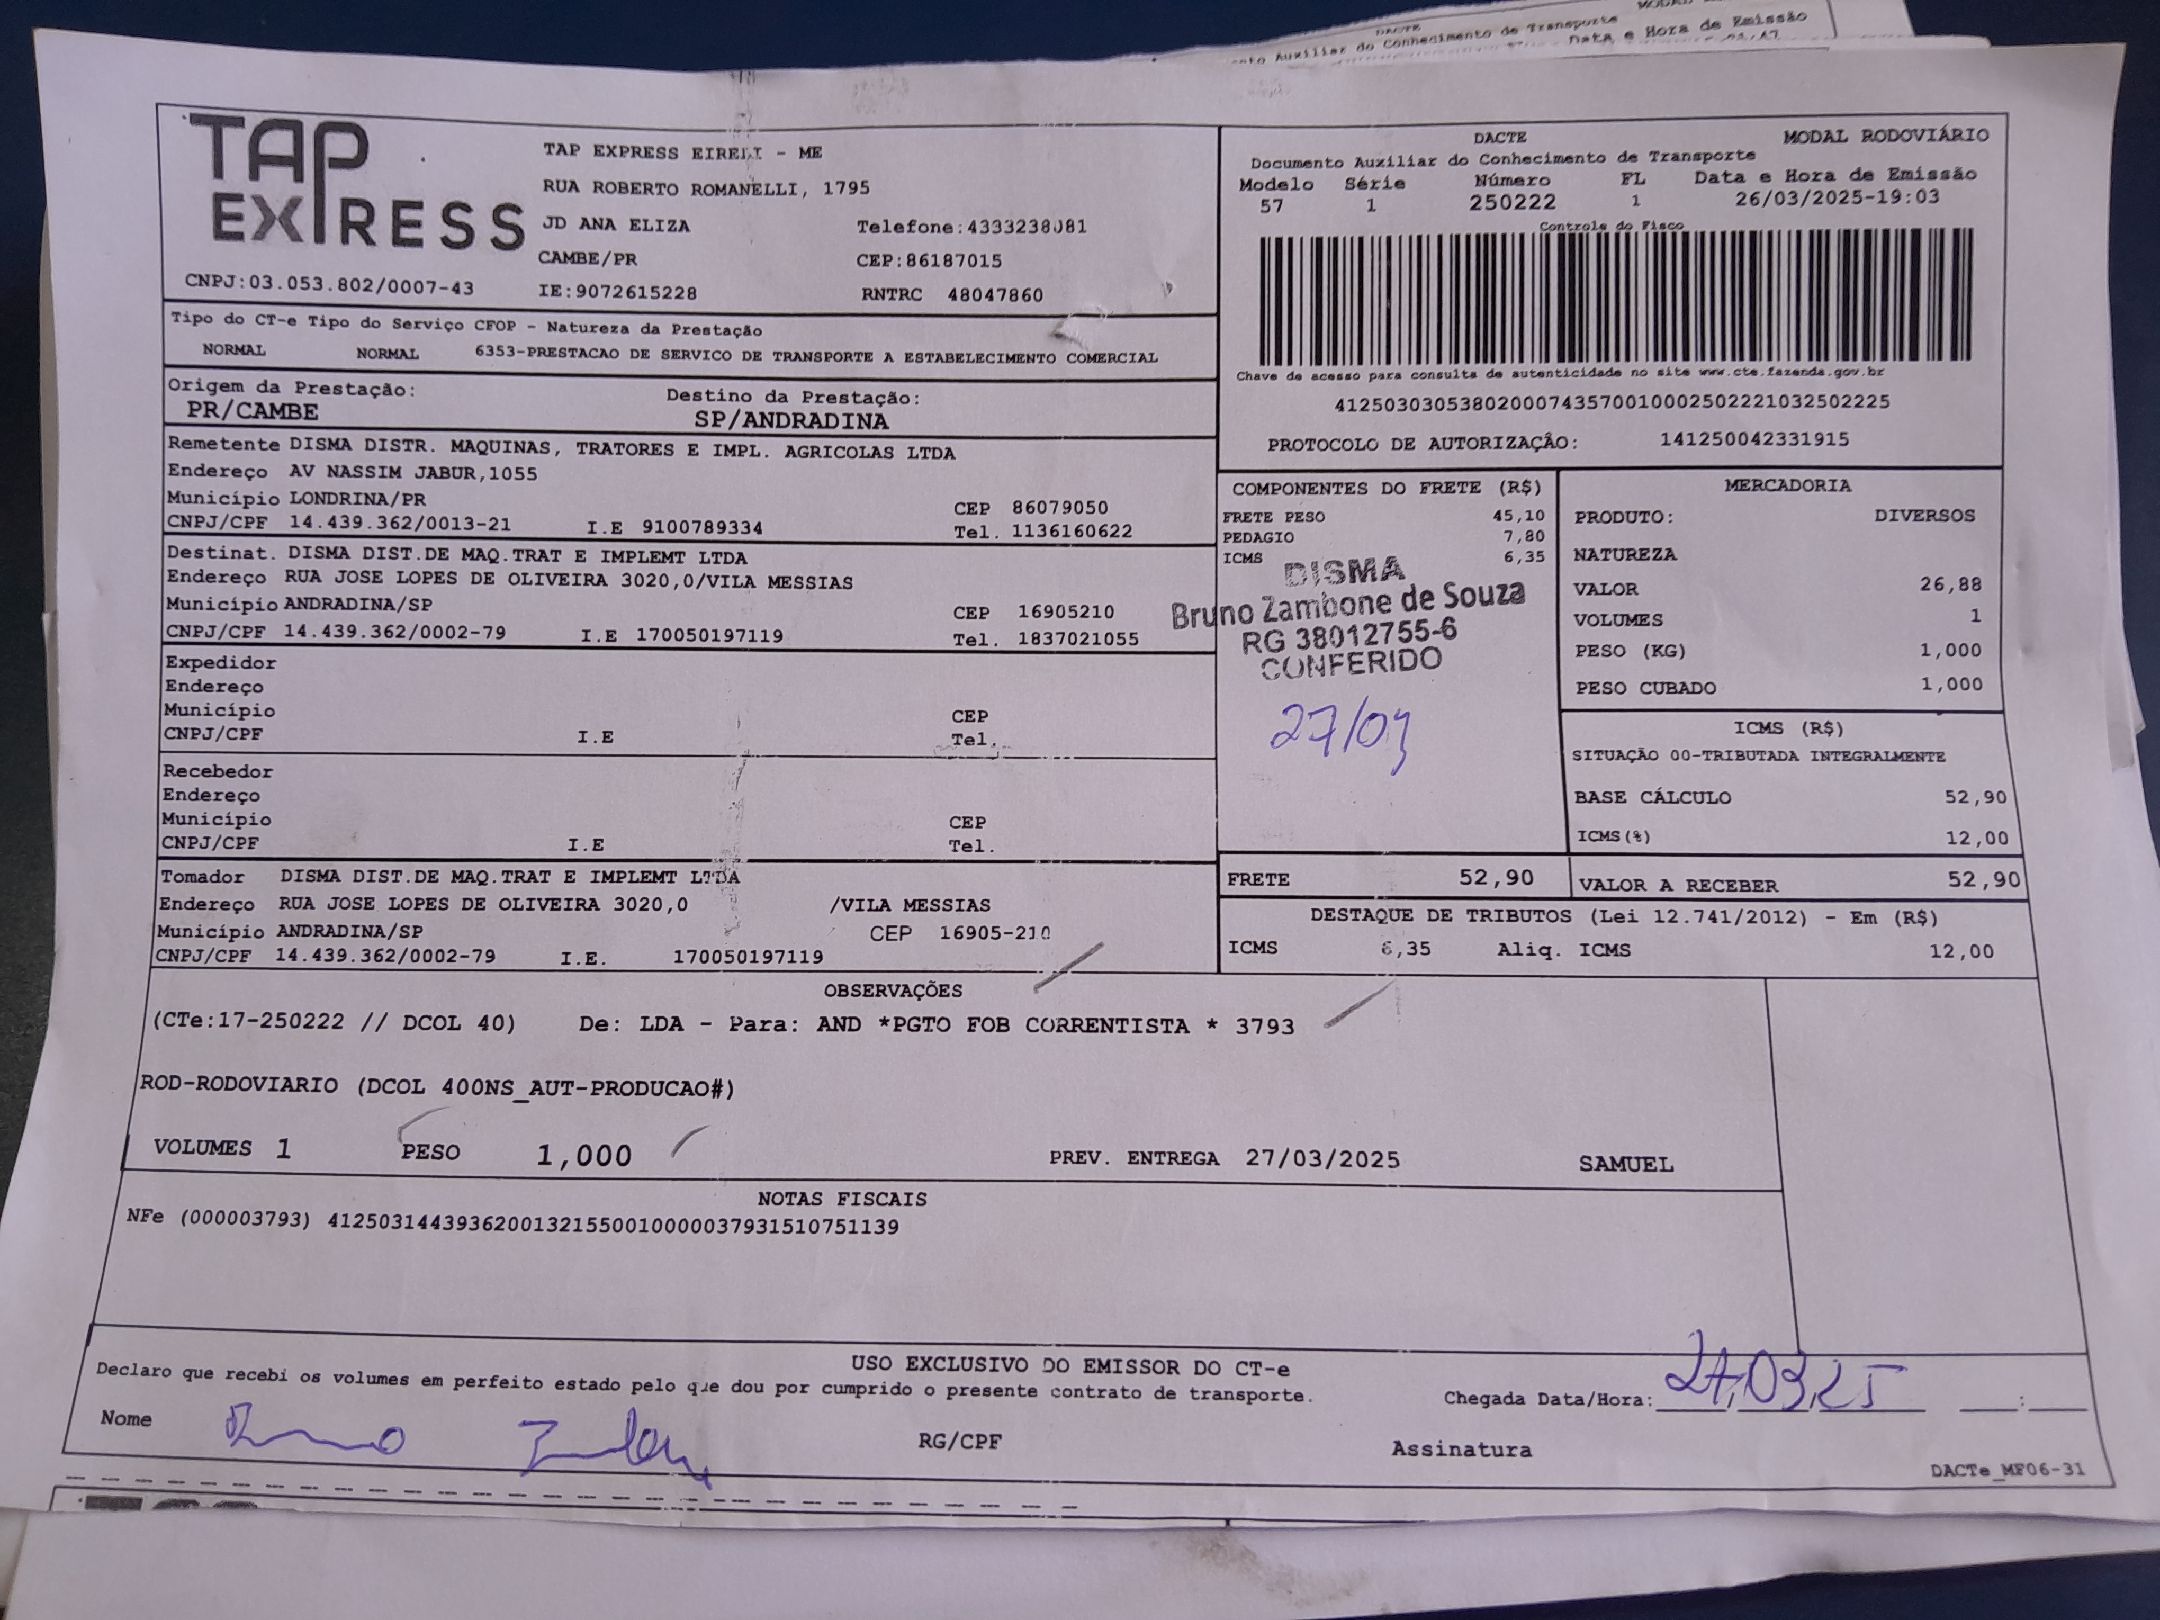 DACTE
Auxiliar do Conhecimento de Transporte
Data e Hora de Emissão
TAP EXPRESS
TAP EXPRESS EIRELI - ME
RUA ROBERTO ROMANELLI, 1795
JD ANA ELIZA Telefone:4333238081
CAMBE/PR CEP:86187015
CNPJ:03.053.802/0007-43 IE:9072615228 RNTRC 48047860
DACTE MODAL RODOVIÁRIO
Documento Auxiliar do Conhecimento de Transporte
Modelo Série Número FL Data e Hora de Emissão
57 1 250222 1 26/03/2025-19:03
Controle do Fisco
Chave de acesso para consulta de autenticidade no site www.cte.fazenda.gov.br
41250303053802000743570010002502221032502225
PROTOCOLO DE AUTORIZAÇÃO: 141250042331915
Tipo do CT-e Tipo do Serviço CFOP - Natureza da Prestação
NORMAL NORMAL 6353-PRESTACAO DE SERVICO DE TRANSPORTE A ESTABELECIMENTO COMERCIAL
Origem da Prestação: Destino da Prestação:
PR/CAMBE SP/ANDRADINA
Remetente DISMA DISTR. MAQUINAS, TRATORES E IMPL. AGRICOLAS LTDA
Endereço AV NASSIM JABUR,1055
Município LONDRINA/PR CEP 86079050
CNPJ/CPF 14.439.362/0013-21 I.E 9100789334 Tel. 1136160622
Destinat. DISMA DIST.DE MAQ.TRAT E IMPLEMT LTDA
Endereço RUA JOSE LOPES DE OLIVEIRA 3020,0/VILA MESSIAS
Município ANDRADINA/SP CEP 16905210
CNPJ/CPF 14.439.362/0002-79 I.E 170050197119 Tel. 1837021055
Expedidor
Endereço
Município CEP
CNPJ/CPF I.E Tel.
Recebedor
Endereço
Município CEP
CNPJ/CPF I.E Tel.
Tomador DISMA DIST.DE MAQ.TRAT E IMPLEMT LTDA
Endereço RUA JOSE LOPES DE OLIVEIRA 3020,0 /VILA MESSIAS
Município ANDRADINA/SP CEP 16905-210
CNPJ/CPF 14.439.362/0002-79 I.E. 170050197119
COMPONENTES DO FRETE (R$)
FRETE PESO 45,10
PEDAGIO 7,80
ICMS 6,35
DISMA
Bruno Zambone de Souza
RG 38012755-6
CONFERIDO
27/03
MERCADORIA
PRODUTO: DIVERSOS
NATUREZA
VALOR 26,88
VOLUMES 1
PESO (KG) 1,000
PESO CUBADO 1,000
ICMS (R$)
SITUAÇÃO 00-TRIBUTADA INTEGRALMENTE
BASE CÁLCULO 52,90
ICMS(%) 12,00
FRETE 52,90 VALOR A RECEBER 52,90
DESTAQUE DE TRIBUTOS (Lei 12.741/2012) - Em (R$)
ICMS 6,35 Aliq. ICMS 12,00
OBSERVAÇÕES
(CTe:17-250222 // DCOL 40) De: LDA - Para: AND *PGTO FOB CORRENTISTA * 3793
ROD-RODOVIARIO (DCOL 400NS_AUT-PRODUCAO#)
VOLUMES 1 PESO 1,000 PREV. ENTREGA 27/03/2025 SAMUEL
NOTAS FISCAIS
NFe (000003793) 41250314439362001321550010000037931510751139
USO EXCLUSIVO DO EMISSOR DO CT-e
Declaro que recebi os volumes em perfeito estado pelo que dou por cumprido o presente contrato de transporte.
Chegada Data/Hora: 27/03/25 :
Nome Bruno RG/CPF Assinatura
DACTe_MF06-31